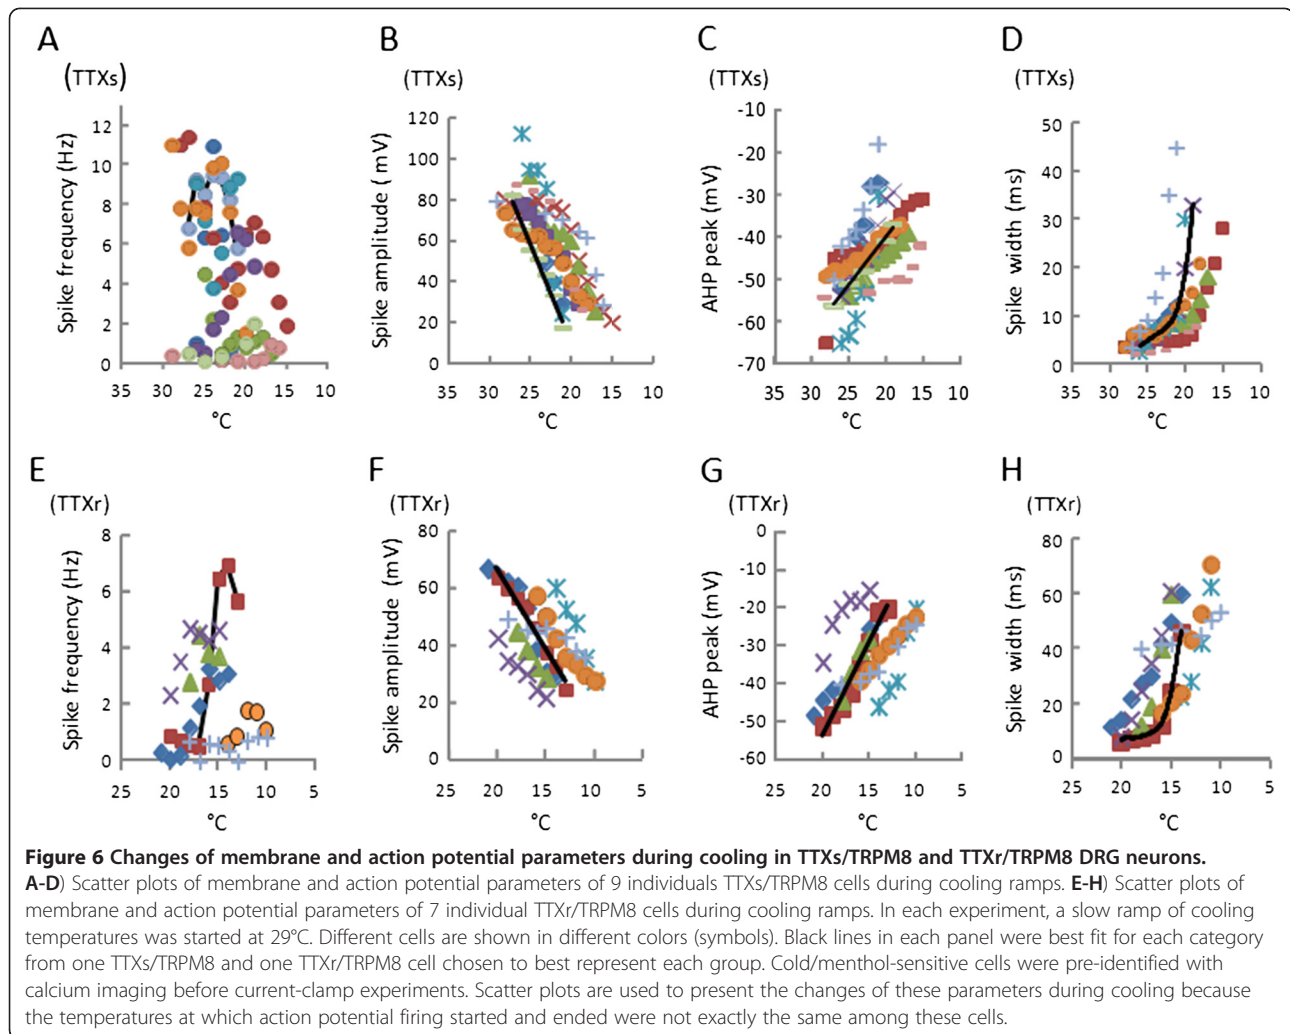 A
(TTXs)
Spike frequency (Hz)
12
10
8
6
4
2
0
35 30 25 20 15 10
°C
B
(TTXs)
Spike amplitude (mV)
120
100
80
60
40
20
0
35 30 25 20 15 10
°C
C
(TTXs)
AHP peak (mV)
-10
-20
-30
-40
-50
-60
-70
35 30 25 20 15 10
°C
D
(TTXs)
Spike width (ms)
50
40
30
20
10
0
35 30 25 20 15 10
°C
E
(TTXr)
Spike frequency (Hz)
8
6
4
2
0
25 20 15 10 5
°C
F
(TTXr)
Spike amplitude (mV)
80
60
40
20
0
25 20 15 10 5
°C
G
(TTXr)
AHP peak (mV)
0
-10
-20
-30
-40
-50
-60
25 20 15 10 5
°C
H
(TTXr)
Spike width (ms)
80
60
40
20
0
25 20 15 10 5
°C
Figure 6 Changes of membrane and action potential parameters during cooling in TTXs/TRPM8 and TTXr/TRPM8 DRG neurons.
A-D) Scatter plots of membrane and action potential parameters of 9 individuals TTXs/TRPM8 cells during cooling ramps. E-H) Scatter plots of
membrane and action potential parameters of 7 individual TTXr/TRPM8 cells during cooling ramps. In each experiment, a slow ramp of cooling
temperatures was started at 29°C. Different cells are shown in different colors (symbols). Black lines in each panel were best fit for each category
from one TTXs/TRPM8 and one TTXr/TRPM8 cell chosen to best represent each group. Cold/menthol-sensitive cells were pre-identified with
calcium imaging before current-clamp experiments. Scatter plots are used to present the changes of these parameters during cooling because
the temperatures at which action potential firing started and ended were not exactly the same among these cells.